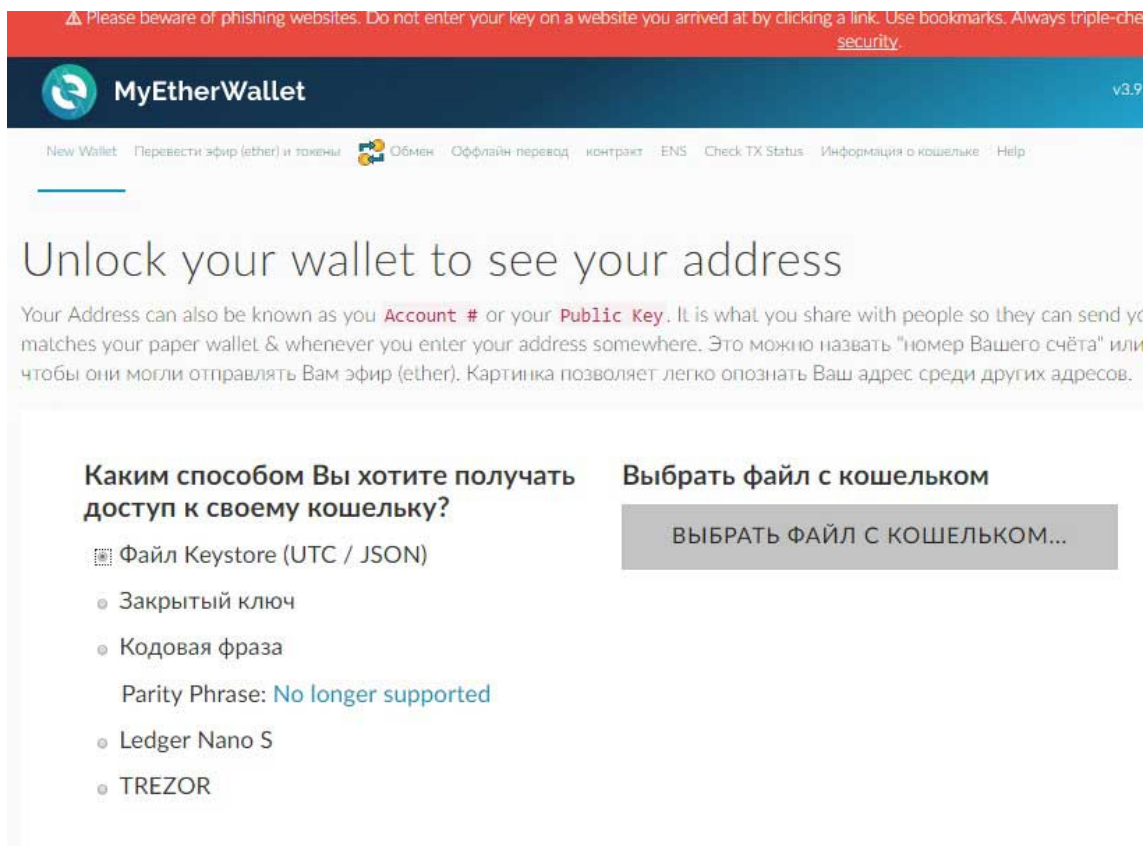 ⚠ Please beware of phishing websites. Do not enter your key on a website you arrived at by clicking a link. Use bookmarks. Always triple-che
security.
MyEtherWallet
v3.9
New Wallet Перевести эфир (ether) и токены Обмен Оффлайн-перевод контракт ENS Check TX Status Информация о кошельке Help
Unlock your wallet to see your address
Your Address can also be known as you Account # or your Public Key. It is what you share with people so they can send yo
matches your paper wallet & whenever you enter your address somewhere. Это можно назвать "номер Вашего счёта" или
чтобы они могли отправлять Вам эфир (ether). Картинка позволяет легко опознать Ваш адрес среди других адресов.
Каким способом Вы хотите получать
доступ к своему кошельку?
Файл Keystore (UTC / JSON)
Закрытый ключ
Кодовая фраза
Parity Phrase: No longer supported
Ledger Nano S
TREZOR
Выбрать файл с кошельком
ВЫБРАТЬ ФАЙЛ С КОШЕЛЬКОМ...